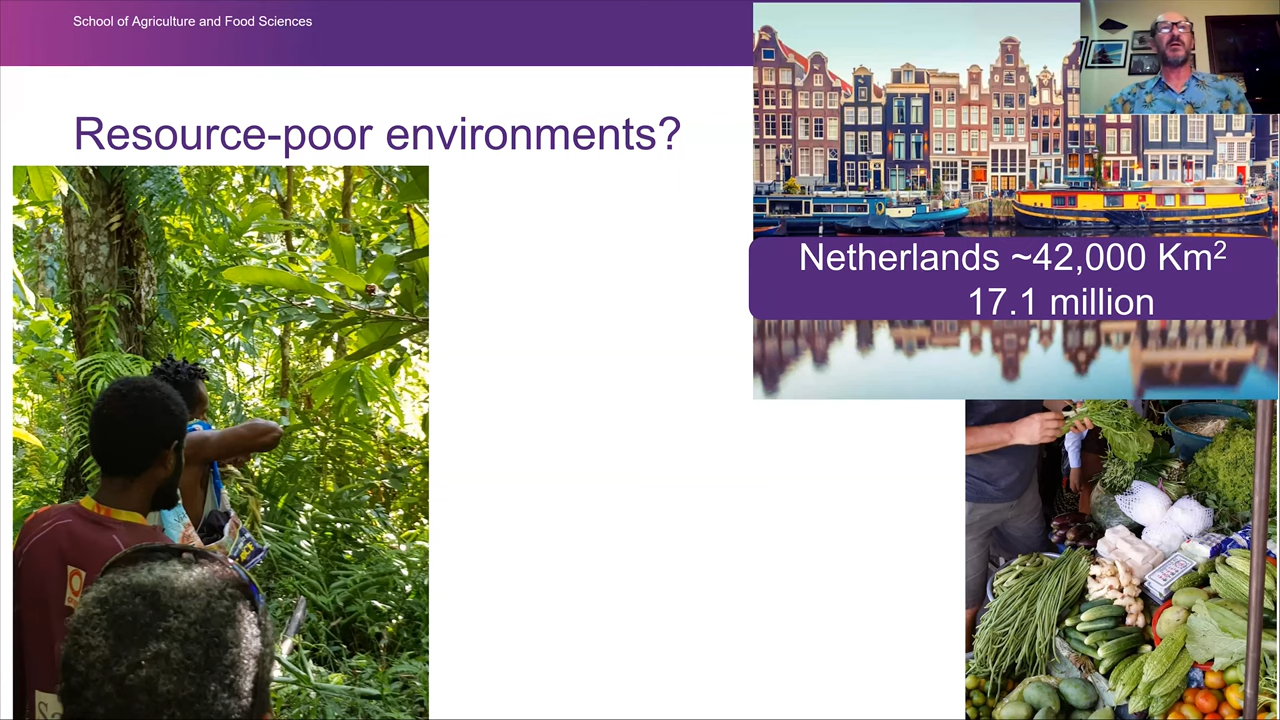 School of Agriculture and Food Sciences
Resource-poor environments?
Netherlands ~42,000 Km²
17.1 million